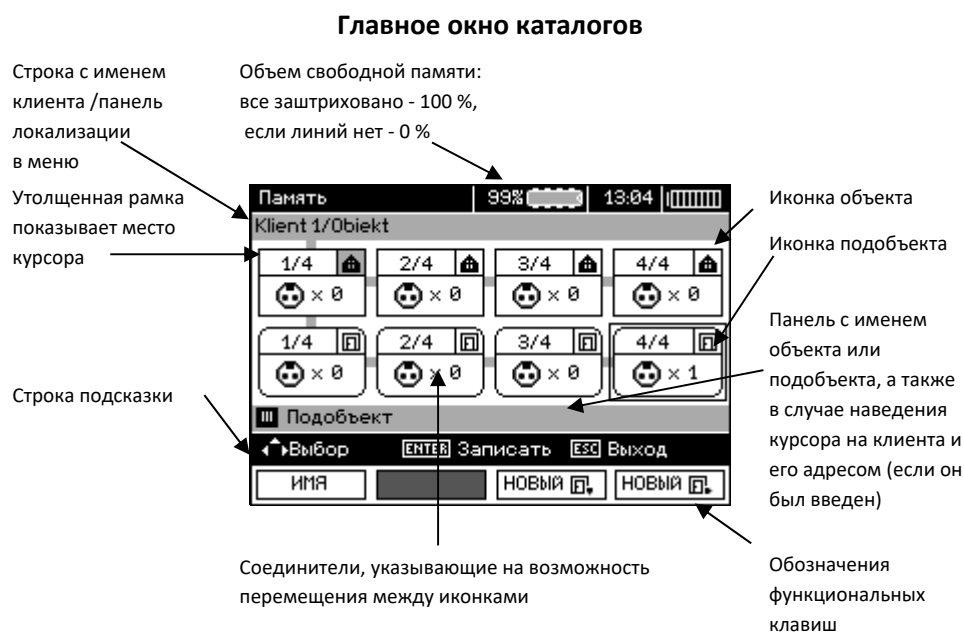 Главное окно каталогов
Строка с именем
клиента /панель
локализации
в меню
Объем свободной памяти:
все заштриховано - 100 %,
если линий нет - 0 %
Утолщенная рамка
показывает место
курсора
Строка подсказки
Память 99% 13:04
Klient 1/Obiekt
1/4 2/4 3/4 4/4
× 0 × 0 × 0 × 0
1/4 2/4 3/4 4/4
× 0 × 0 × 0 × 1
Подобъект
Выбор ENTER Записать ESC Выход
ИМЯ НОВЫЙ НОВЫЙ
Иконка объекта
Иконка подобъекта
Панель с именем
объекта или
подобъекта, а также
в случае наведения
курсора на клиента и
его адресом (если он
был введен)
Соединители, указывающие на возможность
перемещения между иконками
Обозначения
функциональных
клавиш